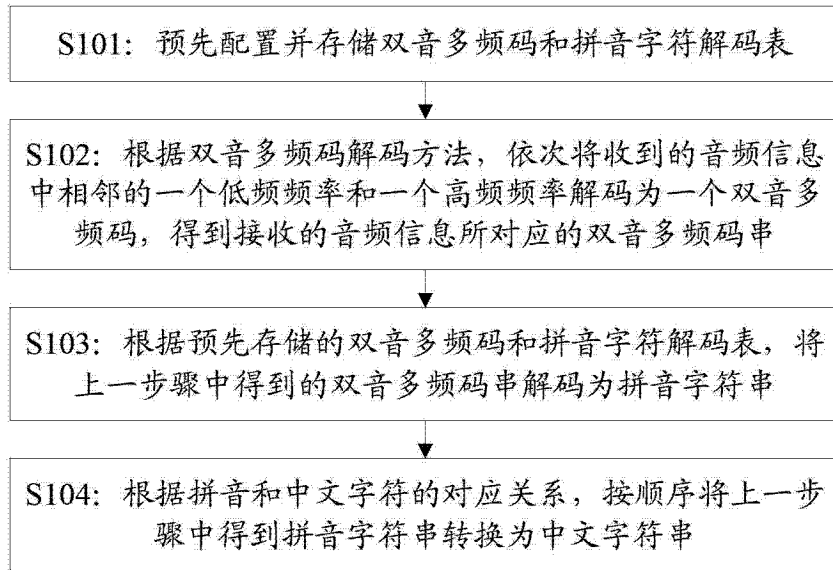 S101：预先配置并存储双音多频码和拼音字符解码表
S102：根据双音多频码解码方法，依次将收到的音频信息
中相邻的一个低频频率和一个高频频率解码为一个双音多
频码，得到接收的音频信息所对应的双音多频码串
S103：根据预先存储的双音多频码和拼音字符解码表，将
上一步骤中得到的双音多频码串解码为拼音字符串
S104：根据拼音和中文字符的对应关系，按顺序将上一步
骤中得到拼音字符串转换为中文字符串